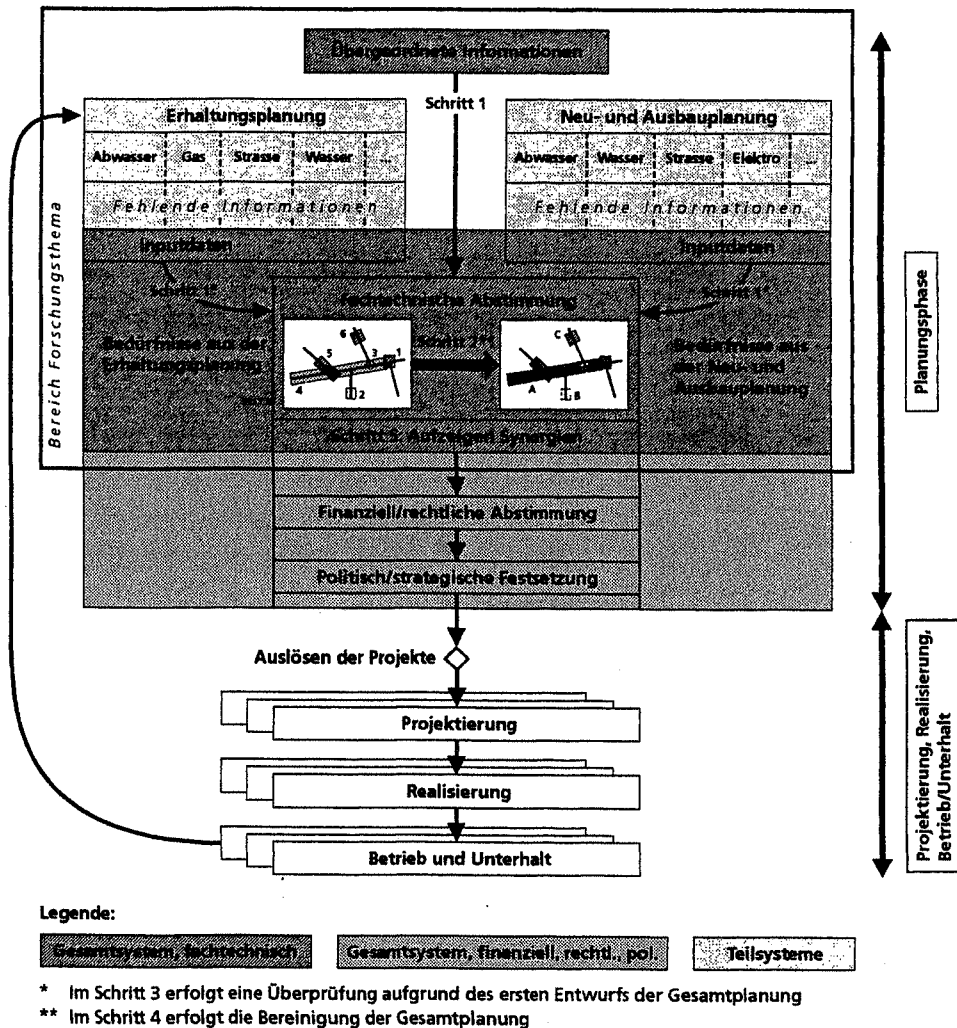 Übergeordnete Informationen
Schritt 1
Erhaltungsplanung
Abwasser Gas Strasse Wasser ...
Fehlende Informationen
Inputdaten
Neu- und Ausbauplanung
Abwasser Wasser Strasse Elektro ...
Fehlende Informationen
Inputdaten
Schritt 1*
Schritt 1*
Fachtechnische Abstimmung
Bedürfnisse aus der
Erhaltungsplanung
6
5
3
1
4
2
Schritt 2**
C
A
B
Bedürfnisse aus
der Neu- und
Ausbauplanung
Aufzeigen Synergien
Finanziell/rechtliche Abstimmung
Politisch/strategische Festsetzung
Auslösen der Projekte
Projektierung
Realisierung
Betrieb und Unterhalt
Bereich Forschungsthema
Planungsphase
Projektierung, Realisierung,
Betrieb/Unterhalt
Legende:
Gesamtsystem, fachtechnisch
Gesamtsystem, finanziell, rechtl., pol.
Teilsysteme
* Im Schritt 3 erfolgt eine Überprüfung aufgrund des ersten Entwurfs der Gesamtplanung
** Im Schritt 4 erfolgt die Bereinigung der Gesamtplanung